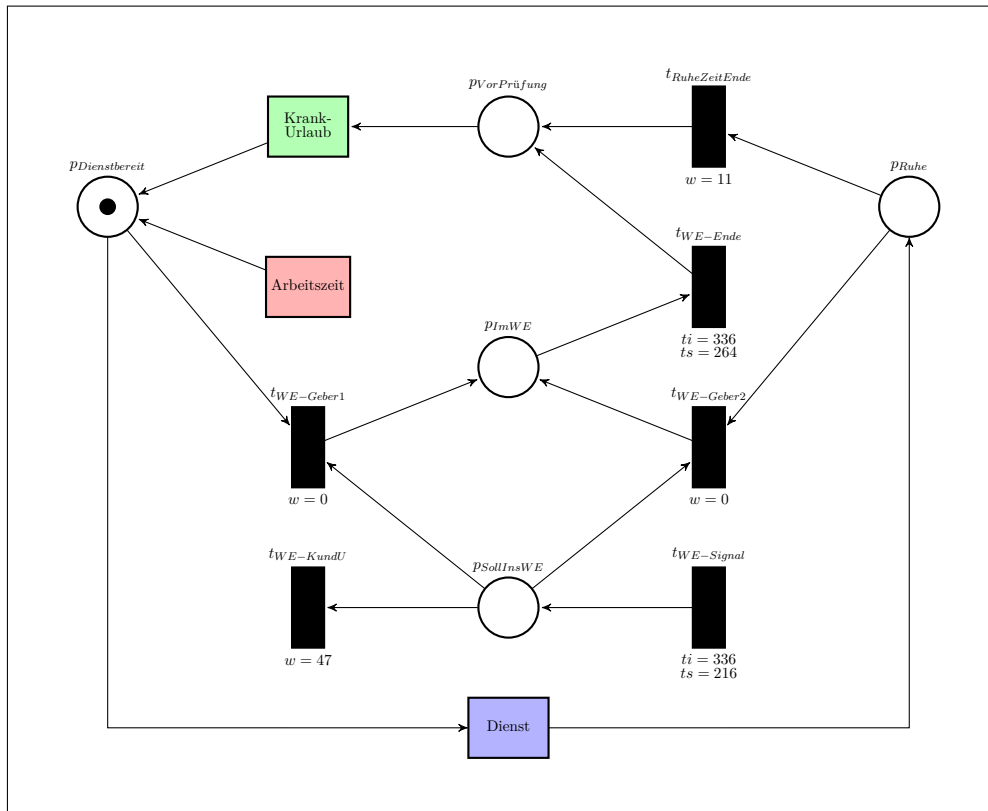 t_{RuheZeitEnde}
p_{VorPrüfung}
Krank-
Urlaub
p_{Dienstbereit}
p_{Ruhe}
w = 11
t_{WE−Ende}
Arbeitszeit
p_{ImWE}
ti = 336
ts = 264
t_{WE−Geber1}
t_{WE−Geber2}
w = 0
w = 0
t_{WE−KundU}
p_{SollInsWE}
t_{WE−Signal}
w = 47
ti = 336
ts = 216
Dienst